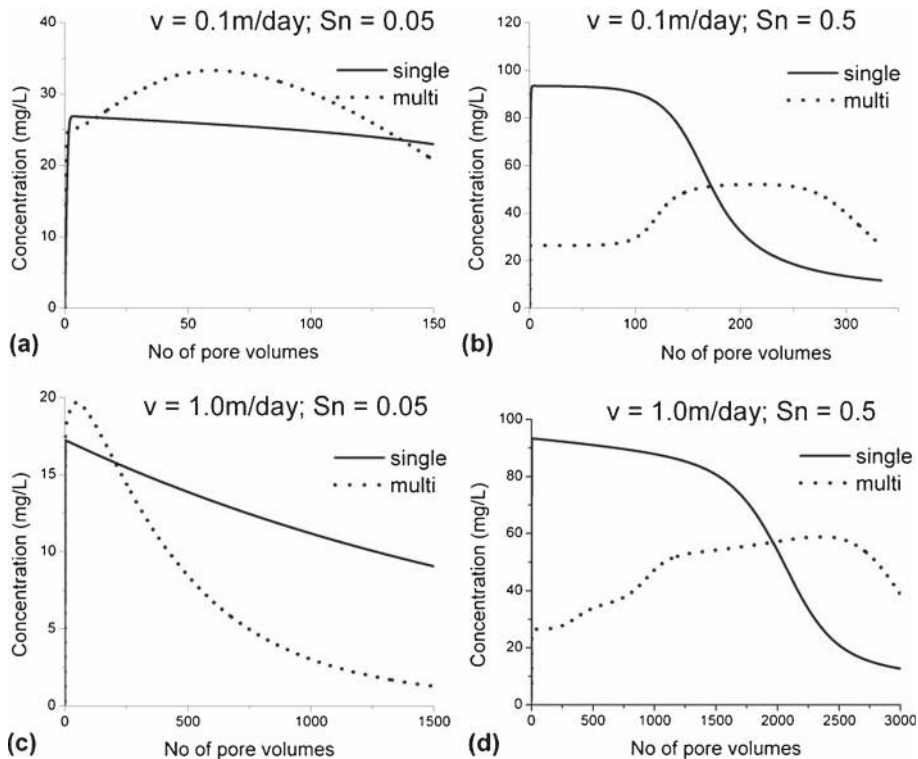 v = 0.1m/day; Sn = 0.05
40
30
20
10
0
Concentration (mg/L)
single
multi
0
50
100
150
(a)
No of pore volumes
v = 0.1m/day; Sn = 0.5
120
100
80
60
40
20
0
Concentration (mg/L)
single
multi
0
100
200
300
(b)
No of pore volumes
v = 1.0m/day; Sn = 0.05
20
15
10
5
0
Concentration (mg/L)
single
multi
0
500
1000
1500
(c)
No of pore volumes
v = 1.0m/day; Sn = 0.5
100
80
60
40
20
0
Concentration (mg/L)
single
multi
0
500
1000
1500
2000
2500
3000
(d)
No of pore volumes